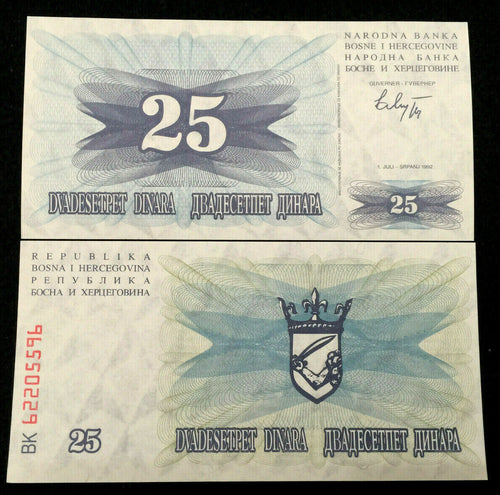 NARODNA BANKA
BOSNE I HERCEGOVINE
НАРОДНА БАНКА
БОСНЕ И ХЕРЦЕГОВИНЕ
GUVERNER - ГУВЕРНЕР
25
1. JULI - SRPANJ 1992
25
DVADESETPET DINARA ДВАДЕСЕТПЕТ ДИНАРА
REPUBLIKA
BOSNA I HERCEGOVINA
РЕПУБЛИКА
БОСНА И ХЕРЦЕГОВИНА
BK 62205596
25
DVADESETPET DINARA ДВАДЕСЕТПЕТ ДИНАРА